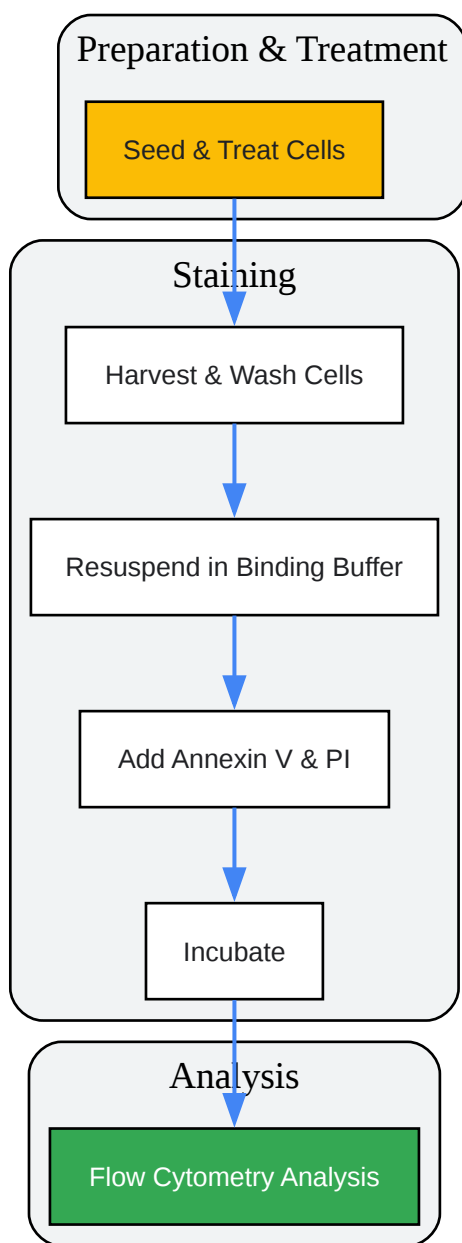 Preparation & Treatment
Seed & Treat Cells
Staining
Harvest & Wash Cells
Resuspend in Binding Buffer
Add Annexin V & PI
Incubate
Analysis
Flow Cytometry Analysis